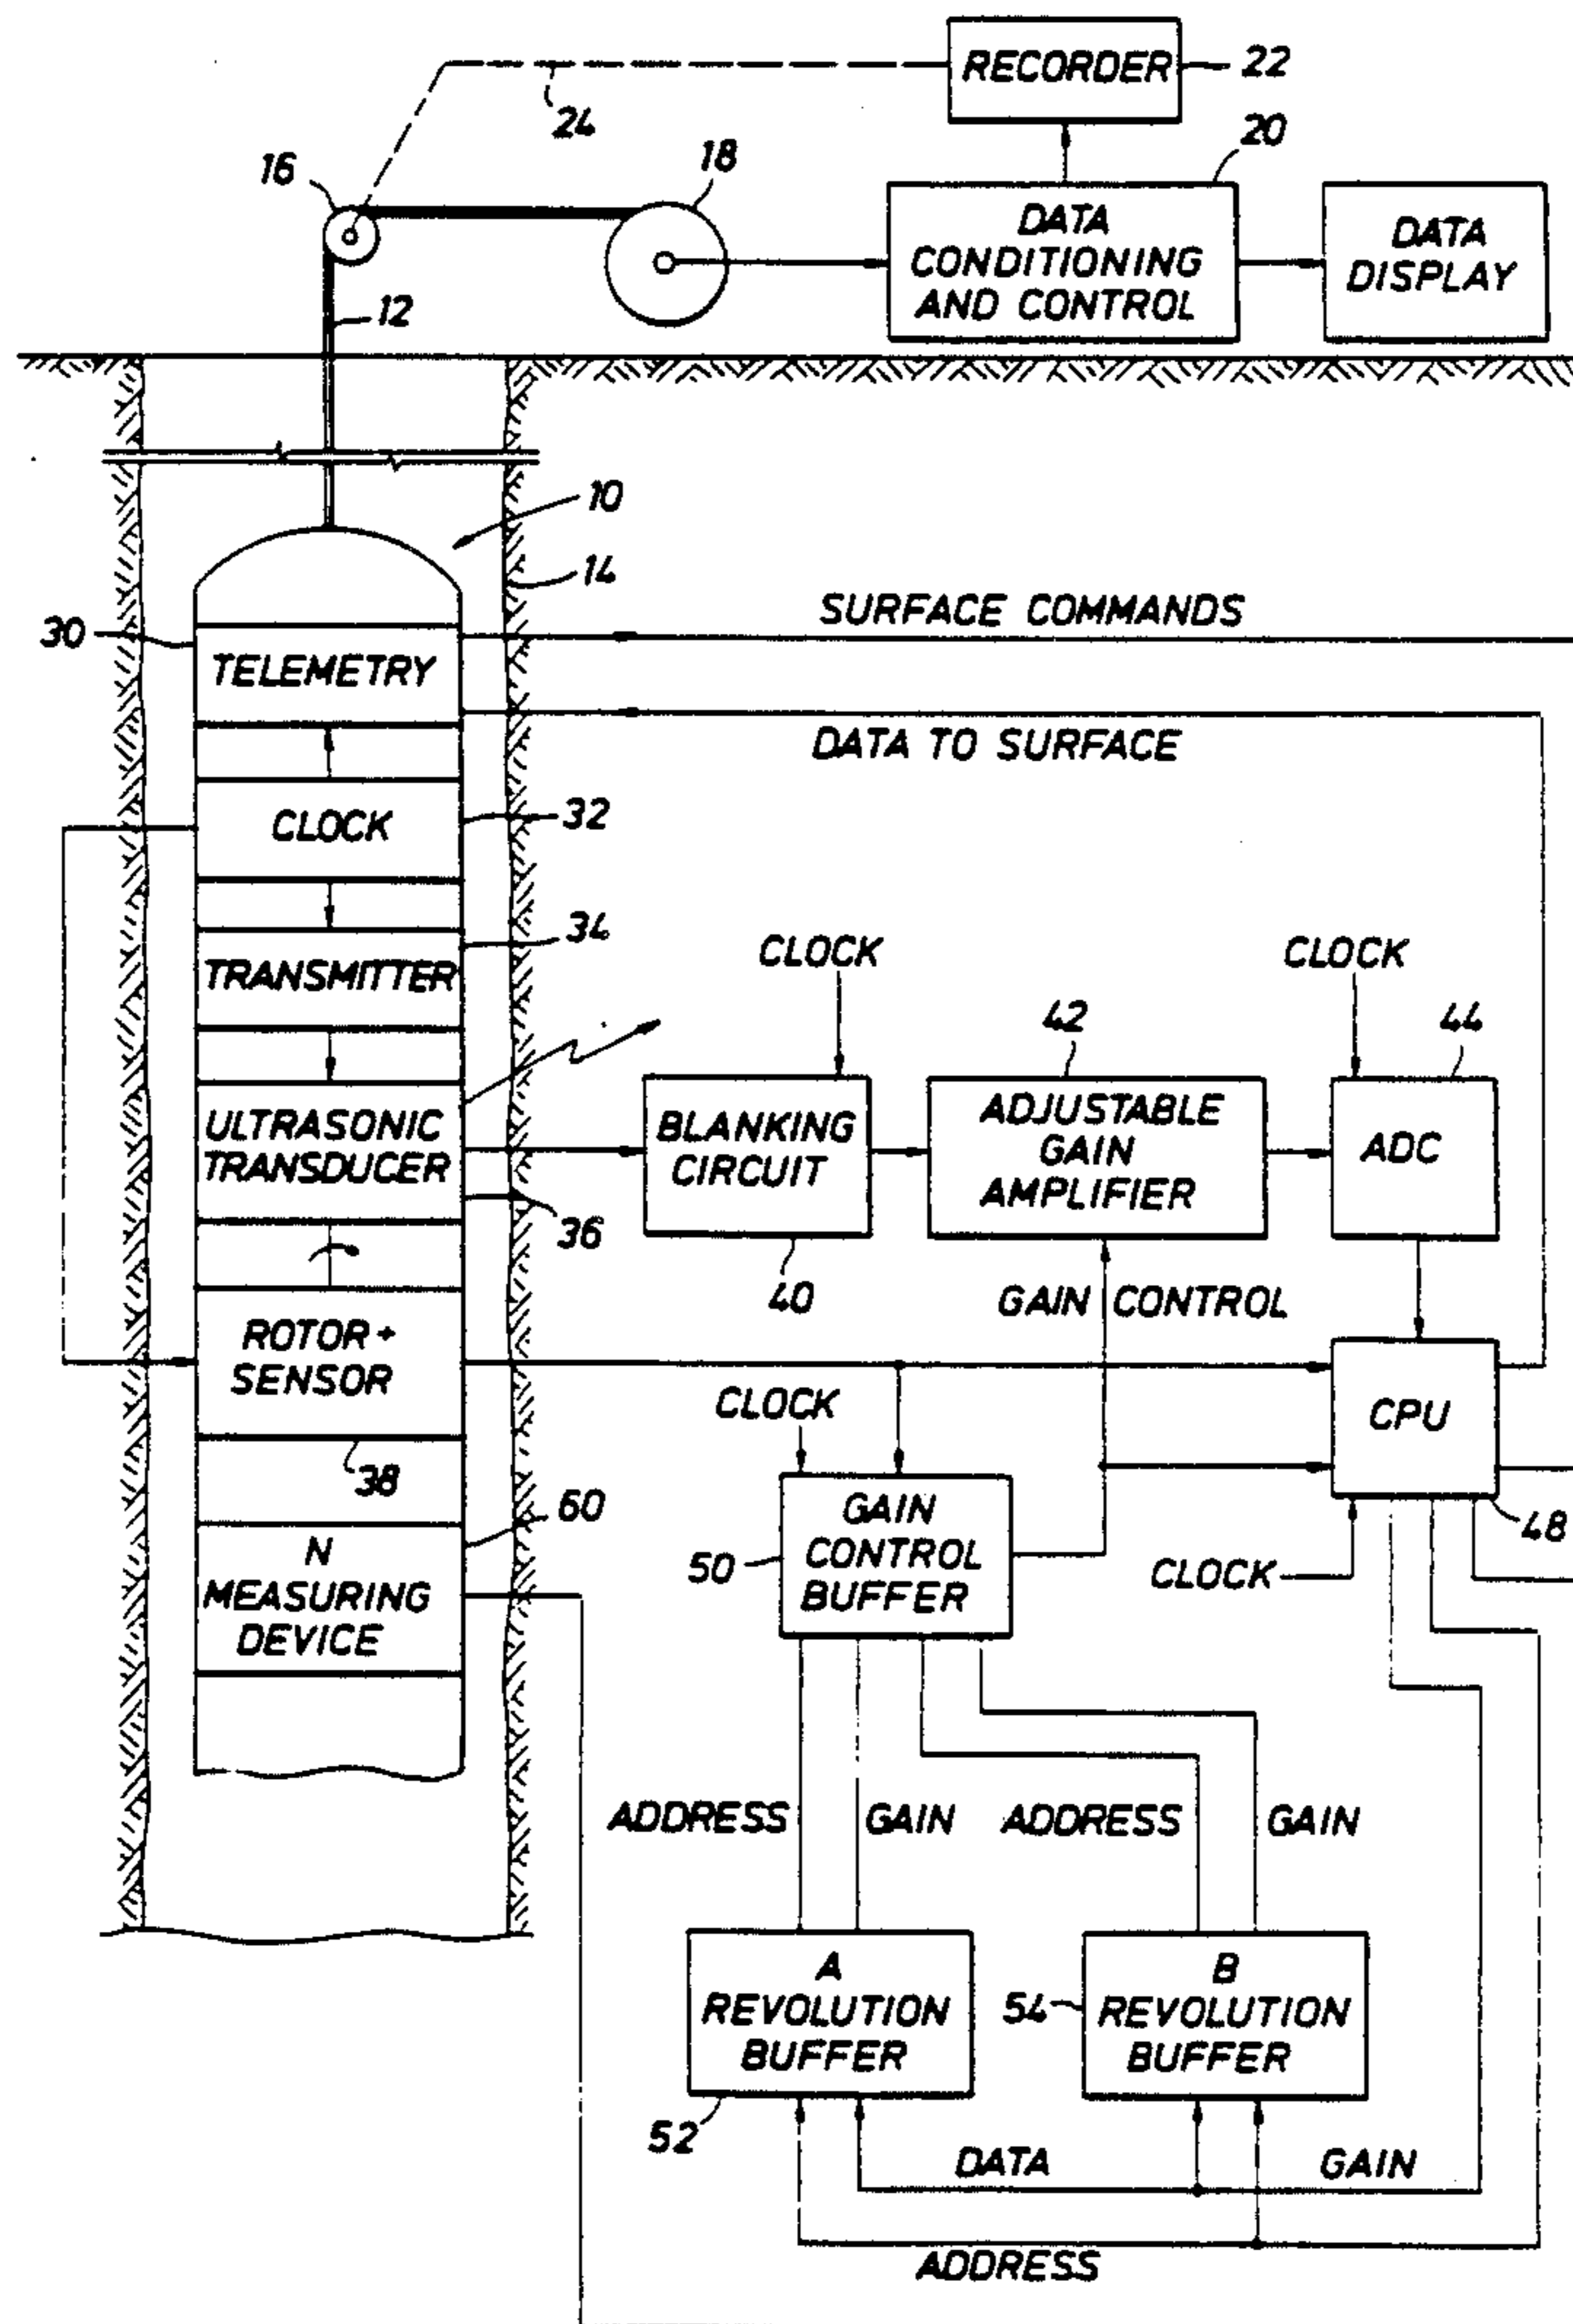 RECORDER
22
24
20
16
18
DATA
CONDITIONING
AND CONTROL
DATA
DISPLAY
12
10
14
SURFACE COMMANDS
30
TELEMETRY
DATA TO SURFACE
CLOCK
32
34
TRANSMITTER
CLOCK
CLOCK
42
44
ULTRASONIC
TRANSDUCER
BLANKING
CIRCUIT
ADJUSTABLE
GAIN
AMPLIFIER
ADC
36
40
GAIN CONTROL
ROTOR +
SENSOR
CLOCK
CPU
38
60
48
N
MEASURING
DEVICE
50
GAIN
CONTROL
BUFFER
CLOCK
ADDRESS
GAIN
ADDRESS
GAIN
A
REVOLUTION
BUFFER
54
B
REVOLUTION
BUFFER
52
DATA
GAIN
ADDRESS